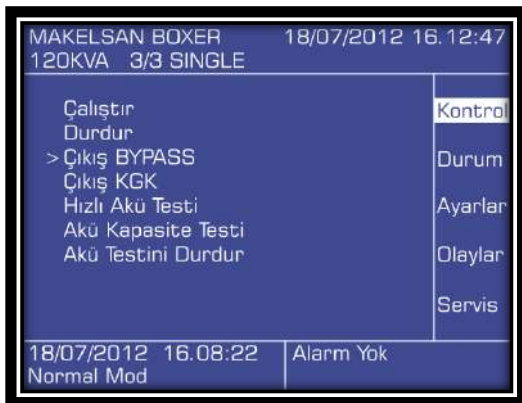 MAKELSAN BOXER 18/07/2012 16.12:47
120KVA 3/3 SINGLE
Çalıştır
Durdur
>Çıkış BYPASS
Çıkış KGK
Hızlı Akü Testi
Akü Kapasite Testi
Akü Testini Durdur
Kontrol
Durum
Ayarlar
Olaylar
Servis
18/07/2012 16.08:22
Normal Mod
Alarm Yok